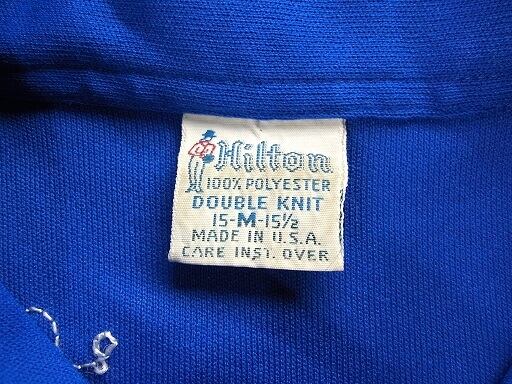 Hilton
100% POLYESTER
DOUBLE KNIT
15-M-15½
MADE IN U.S.A.
CARE INST. OVER